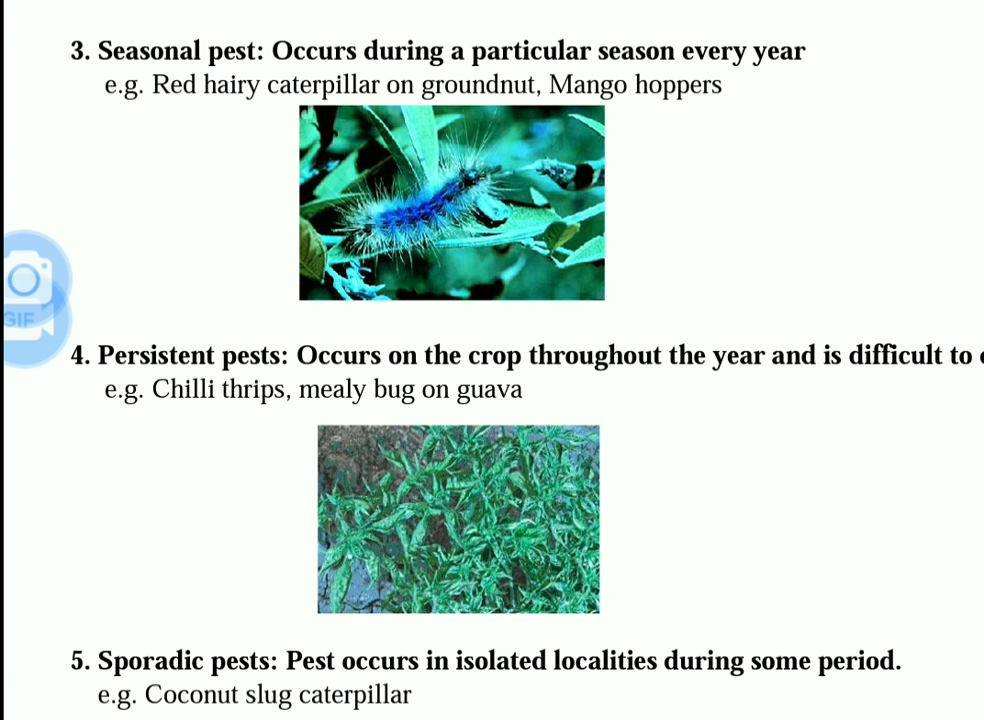 3. Seasonal pest: Occurs during a particular season every year
e.g. Red hairy caterpillar on groundnut, Mango hoppers
GIF
4. Persistent pests: Occurs on the crop throughout the year and is difficult to
e.g. Chilli thrips, mealy bug on guava
5. Sporadic pests: Pest occurs in isolated localities during some period.
e.g. Coconut slug caterpillar